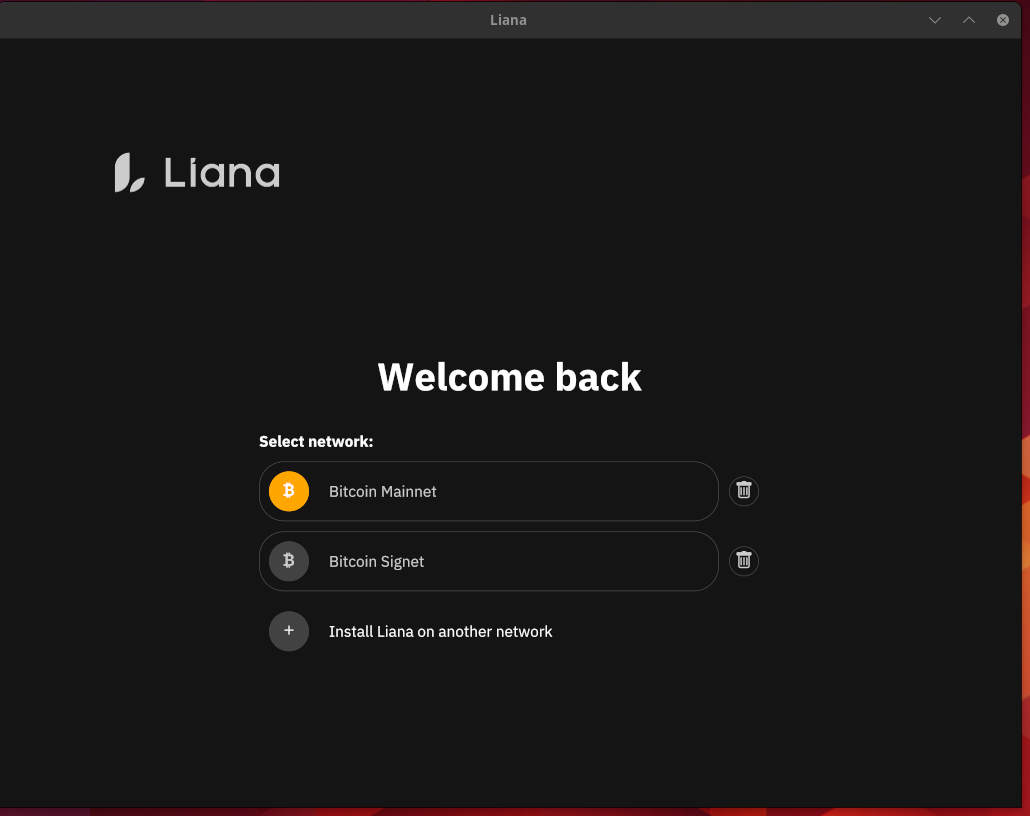 Liana
Liana
Welcome back
Select network:
Bitcoin Mainnet
Bitcoin Signet
+ Install Liana on another network